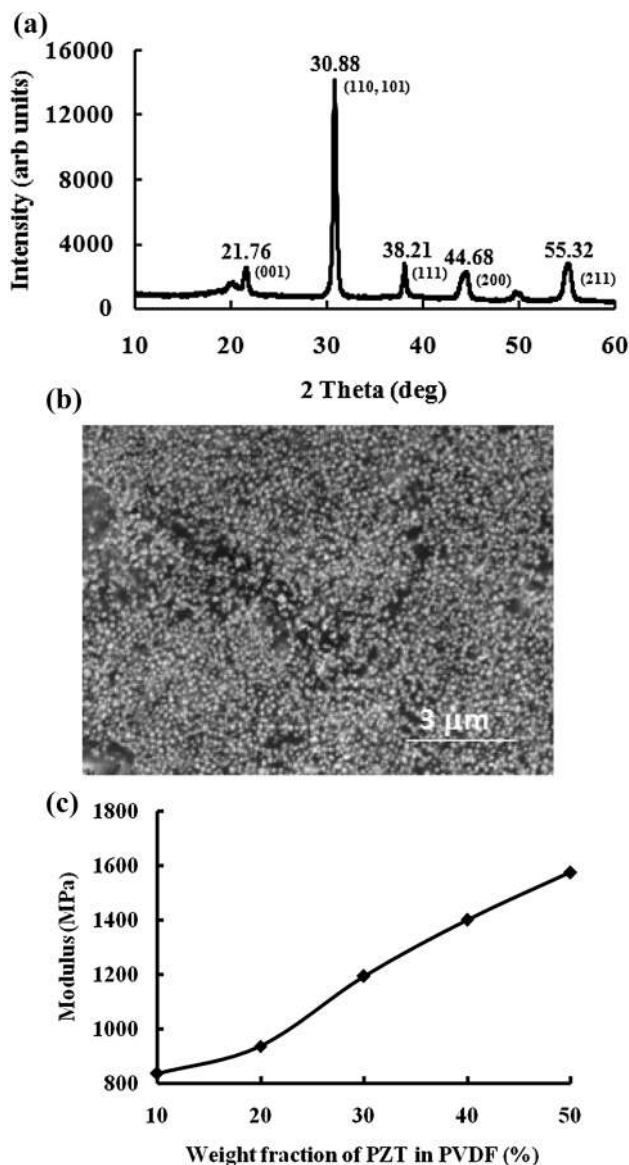 (a)
16000
12000
8000
4000
0
Intensity (arb units)
30.88
(110, 101)
21.76
(001)
38.21
(111)
44.68
(200)
55.32
(211)
10 20 30 40 50 60
2 Theta (deg)
(b)
3 μm
(c)
1800
1600
1400
1200
1000
800
Modulus (MPa)
10 20 30 40 50
Weight fraction of PZT in PVDF (%)